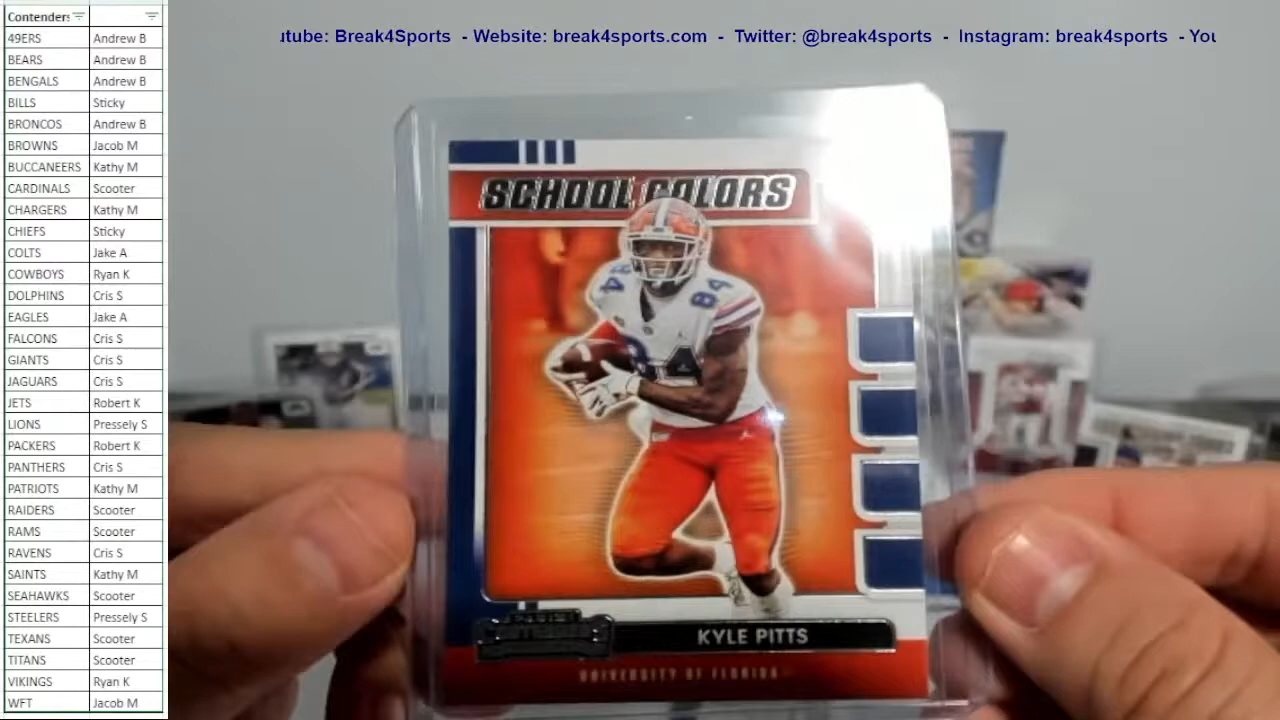 Contenders
49ERS Andrew B
BEARS Andrew B
BENGALS Andrew B
BILLS Sticky
BRONCOS Andrew B
BROWNS Jacob M
BUCCANEERS Kathy M
CARDINALS Scooter
CHARGERS Kathy M
CHIEFS Sticky
COLTS Jake A
COWBOYS Ryan K
DOLPHINS Cris S
EAGLES Jake A
FALCONS Cris S
GIANTS Cris S
JAGUARS Cris S
JETS Robert K
LIONS Pressely S
PACKERS Robert K
PANTHERS Cris S
PATRIOTS Kathy M
RAIDERS Scooter
RAMS Scooter
RAVENS Cris S
SAINTS Kathy M
SEAHAWKS Scooter
STEELERS Pressely S
TEXANS Scooter
TITANS Scooter
VIKINGS Ryan K
WFT Jacob M
utube: Break4Sports - Website: break4sports.com - Twitter: @break4sports - Instagram: break4sports - You
SCHOOL COLORS
84 84
84
KYLE PITTS
UNIVERSITY OF FLORIDA